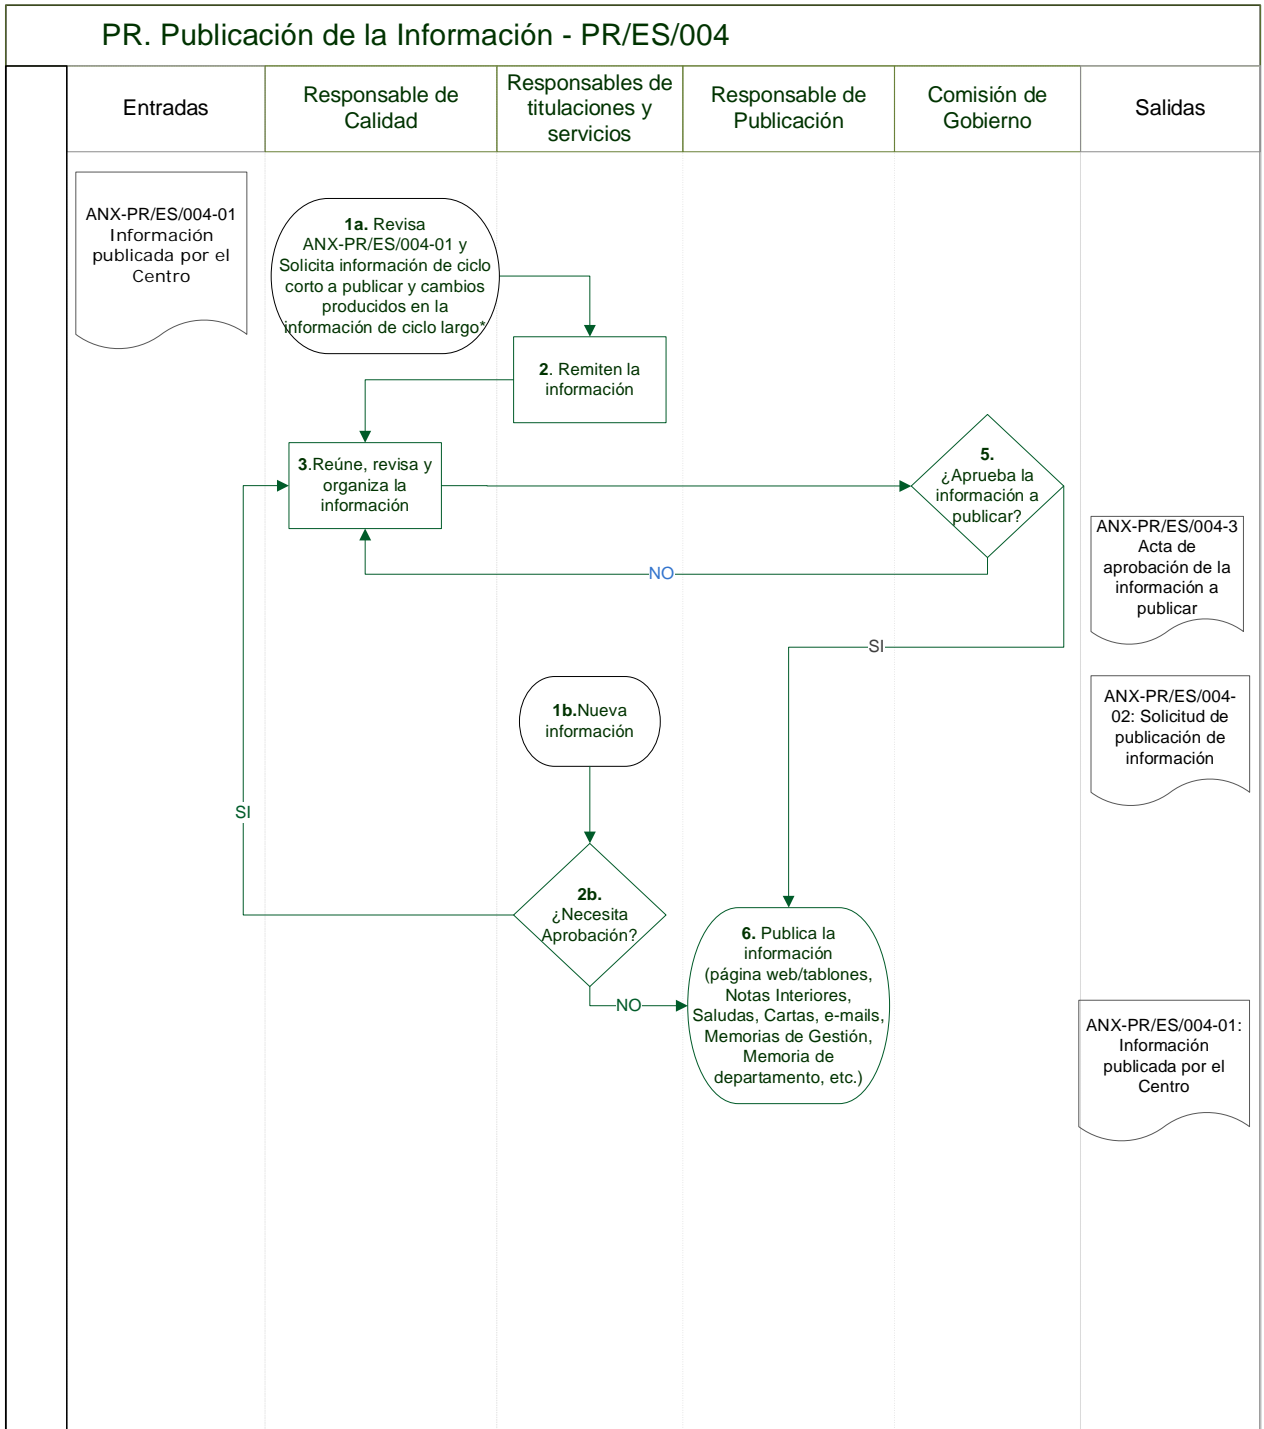 PR. Publicación de la Información - PR/ES/004
Entradas
Responsable de
Calidad
Responsables de
titulaciones y
servicios
Responsable de
Publicación
Comisión de
Gobierno
Salidas
ANX-PR/ES/004-01
Información
publicada por el
Centro
1a. Revisa
ANX-PR/ES/004-01 y
Solicita información de ciclo
corto a publicar y cambios
producidos en la
información de ciclo largo*
2. Remiten la
información
3.Reúne, revisa y
organiza la
información
5.
¿Aprueba la
información a
publicar?
NO
SI
ANX-PR/ES/004-3
Acta de
aprobación de la
información a
publicar
1b.Nueva
información
ANX-PR/ES/004-
02: Solicitud de
publicación de
información
SI
2b.
¿Necesita
Aprobación?
NO
6. Publica la
información
(página web/tablones,
Notas Interiores,
Saludas, Cartas, e-mails,
Memorias de Gestión,
Memoria de
departamento, etc.)
ANX-PR/ES/004-01:
Información
publicada por el
Centro